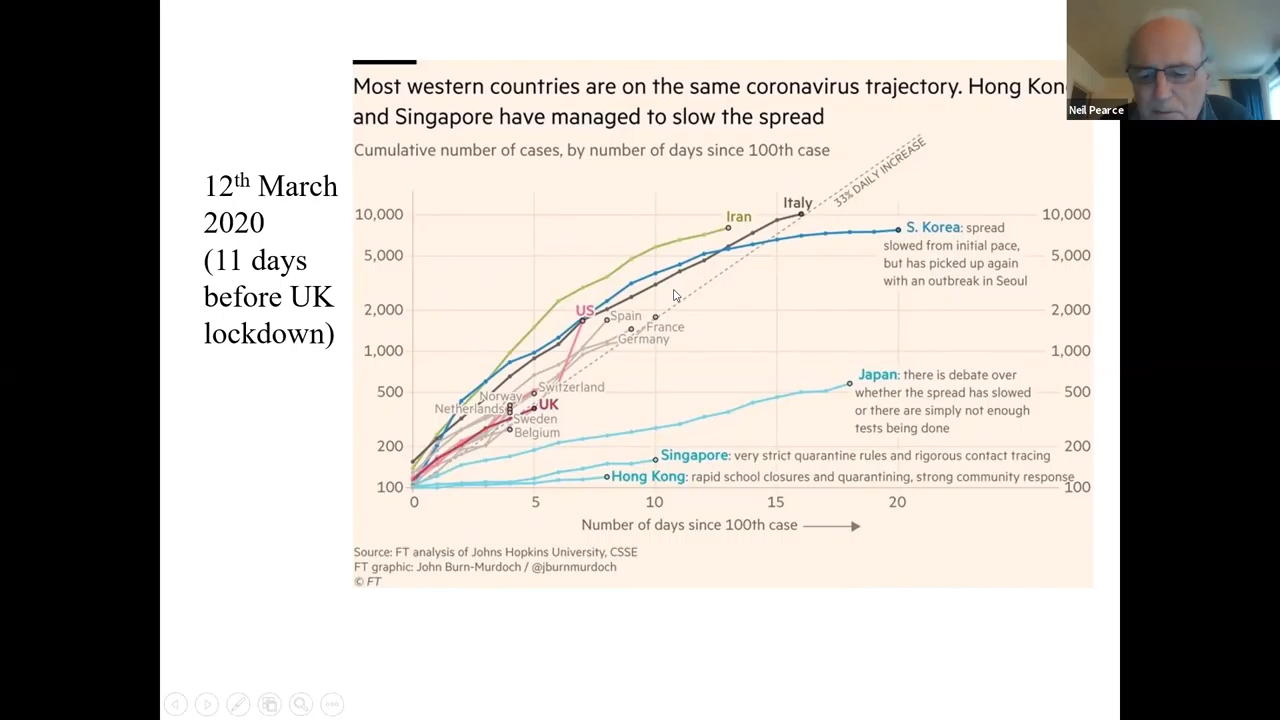 Neil Pearce
Most western countries are on the same coronavirus trajectory. Hong Kon
and Singapore have managed to slow the spread
Cumulative number of cases, by number of days since 100th case
12th March
2020
(11 days
before UK
lockdown)
33% DAILY INCREASE
10,000
5,000
2,000
1,000
500
200
100
Iran
Italy
S. Korea: spread
slowed from initial pace,
but has picked up again
with an outbreak in Seoul
US
Spain
France
Germany
Switzerland
Norway
Netherlands
UK
Sweden
Belgium
Japan: there is debate over
whether the spread has slowed
or there are simply not enough
tests being done
Singapore: very strict quarantine rules and rigorous contact tracing
Hong Kong: rapid school closures and quarantining, strong community response
10,000
5,000
2,000
1,000
500
200
100
0 5 10 15 20
Number of days since 100th case
Source: FT analysis of Johns Hopkins University, CSSE
FT graphic: John Burn-Murdoch / @jburnmurdoch
© FT